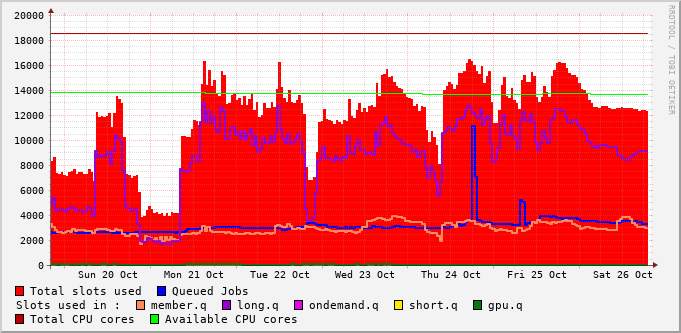 20000
18000
16000
14000
12000
10000
8000
6000
4000
2000
0
Sun 20 Oct Mon 21 Oct Tue 22 Oct Wed 23 Oct Thu 24 Oct Fri 25 Oct Sat 26 Oct
Total slots used Queued Jobs
Slots used in : member.q long.q ondemand.q short.q gpu.q
Total CPU cores Available CPU cores
RRDTOOL / TOBI OETIKER